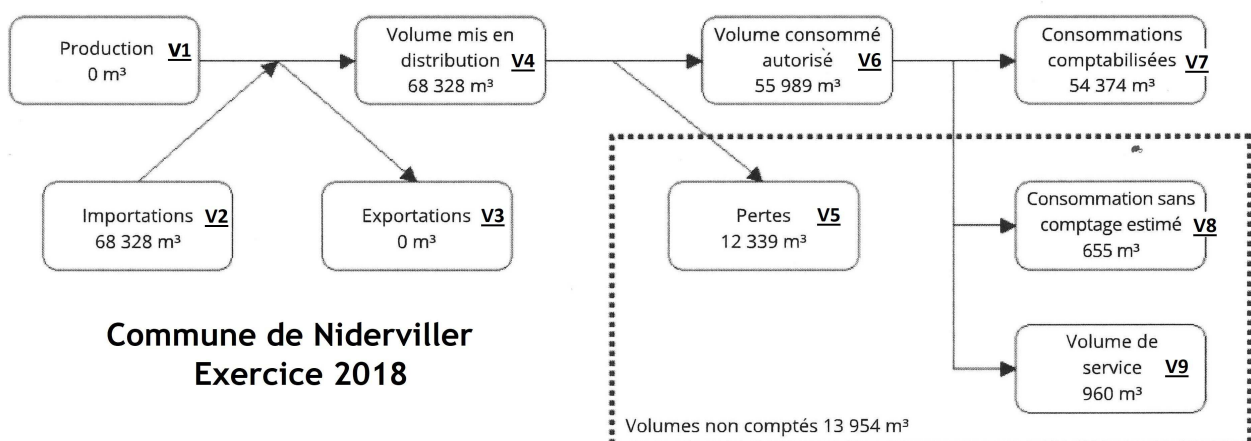 Production V1
0 m³
Volume mis en
distribution V4
68 328 m³
Volume consommé
autorisé V6
55 989 m³
Consommations
comptabilisées V7
54 374 m³
Importations V2
68 328 m³
Exportations V3
0 m³
Pertes V5
12 339 m³
Consommation sans
comptage estimé V8
655 m³
Commune de Niderviller
Exercice 2018
Volume de
service V9
960 m³
Volumes non comptés 13 954 m³